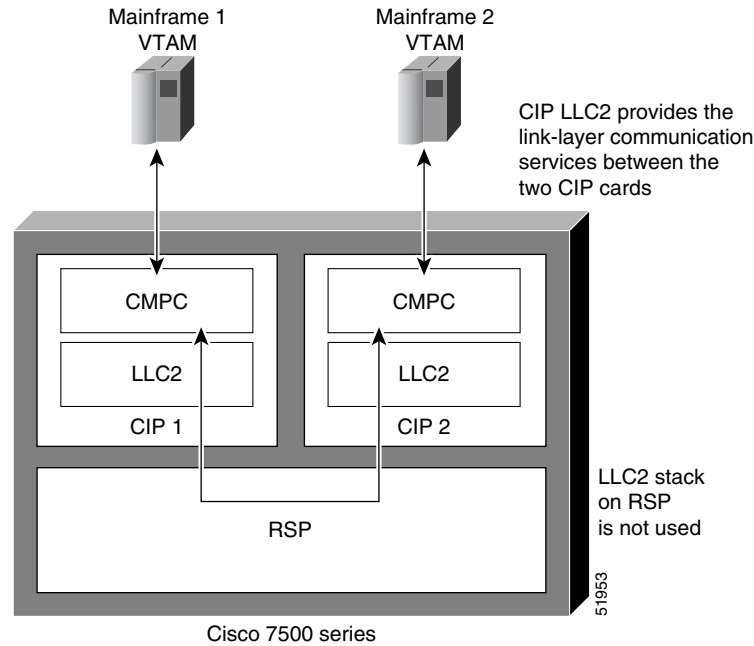 Mainframe 1
VTAM
Mainframe 2
VTAM
CIP LLC2 provides the
link-layer communication
services between the
two CIP cards
CMPC
LLC2
CIP 1
CMPC
LLC2
CIP 2
RSP
LLC2 stack
on RSP
is not used
51953
Cisco 7500 series